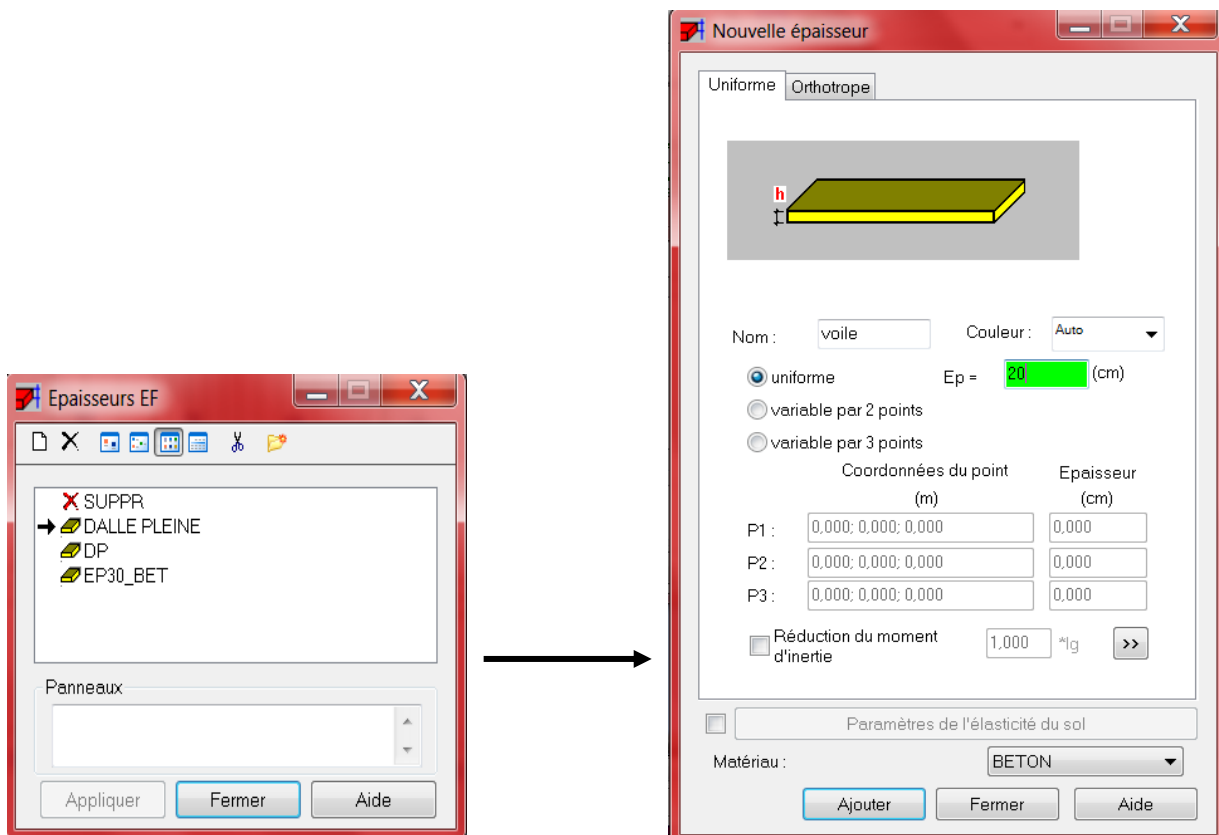 Epaisseurs EF
SUPPR
DALLE PLEINE
DP
EP30_BET
Panneaux
Appliquer Fermer Aide
Nouvelle épaisseur
Uniforme Orthotrope
h
Nom : voile Couleur : Auto
uniforme Ep = 20 (cm)
variable par 2 points
variable par 3 points
Coordonnées du point Epaisseur
(m) (cm)
P1 : 0,000; 0,000; 0,000 0,000
P2 : 0,000; 0,000; 0,000 0,000
P3 : 0,000; 0,000; 0,000 0,000
Réduction du moment
d'inertie 1,000 *Ig >>
Paramètres de l'élasticité du sol
Matériau : BETON
Ajouter Fermer Aide